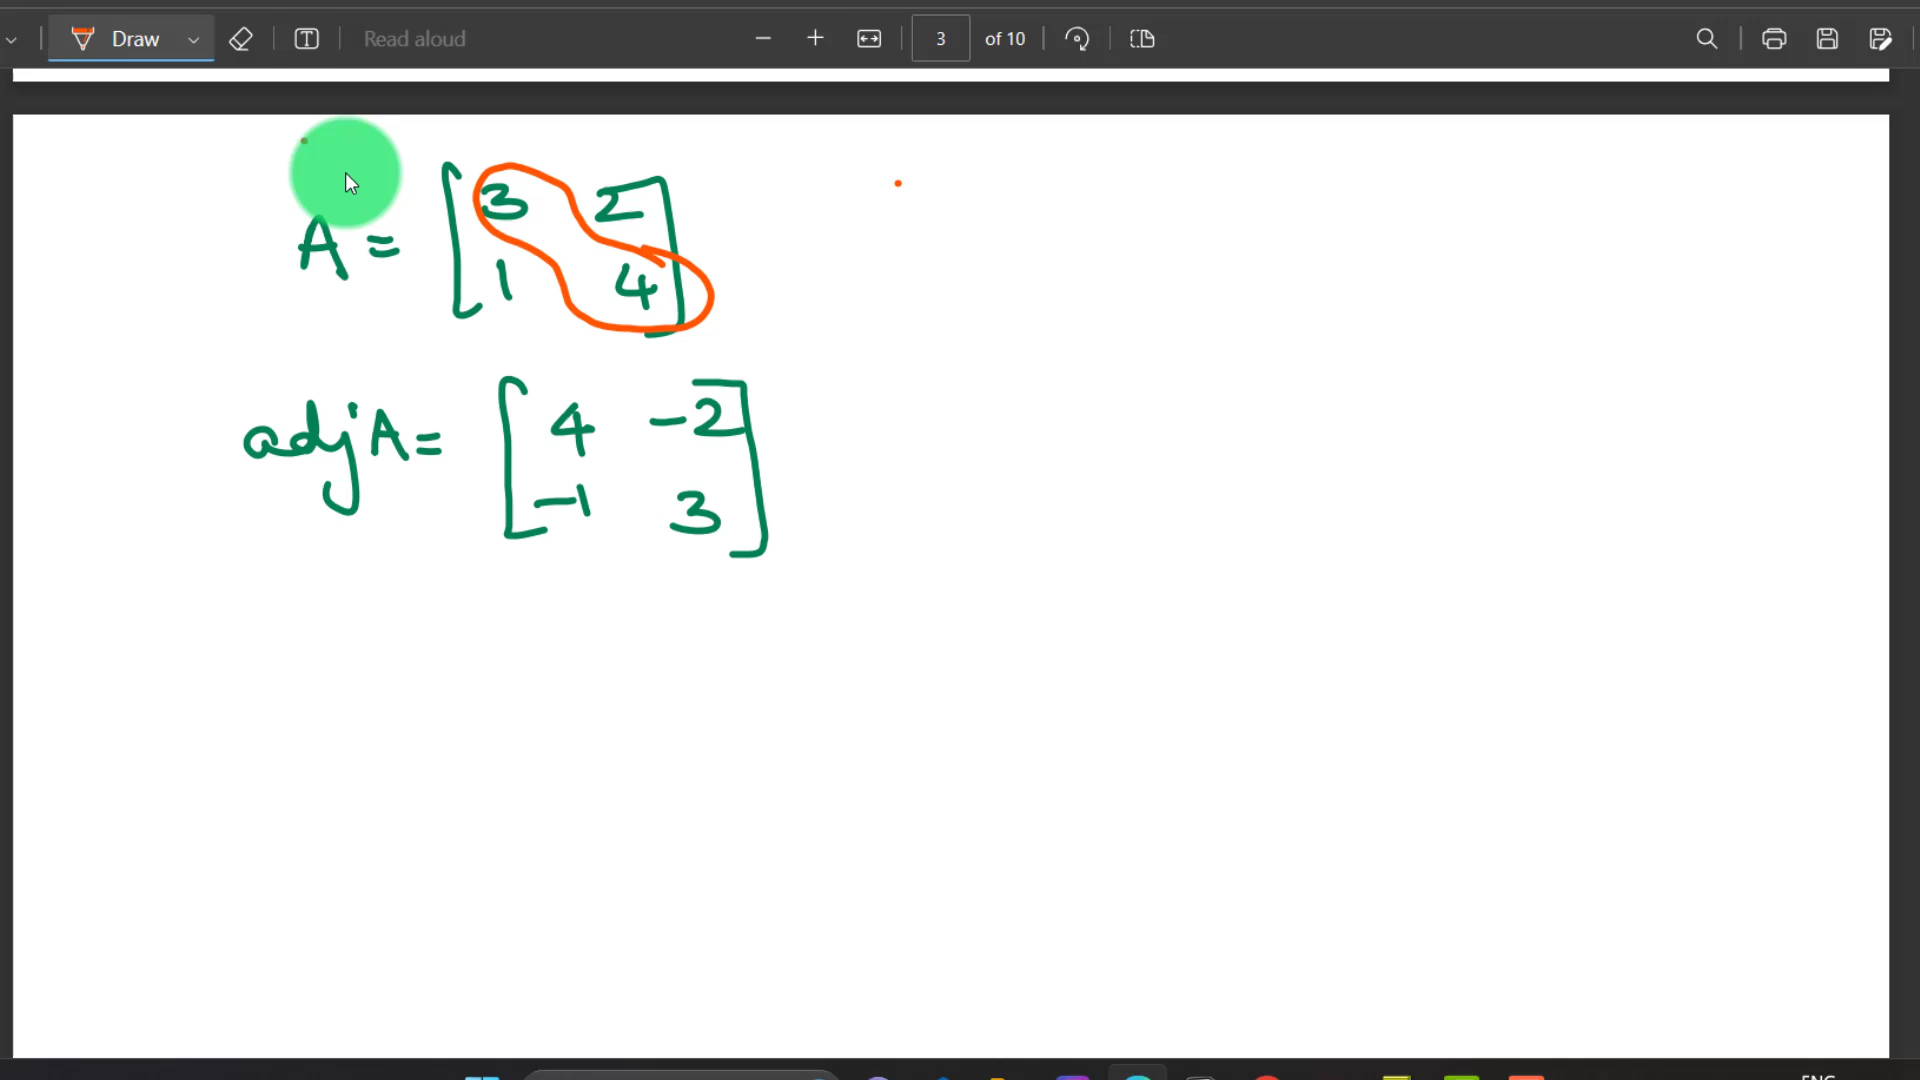 Draw Read aloud 3 of 10
A = [ 3 2
1 4 ]
adj A = [ 4 -2
-1 3 ]